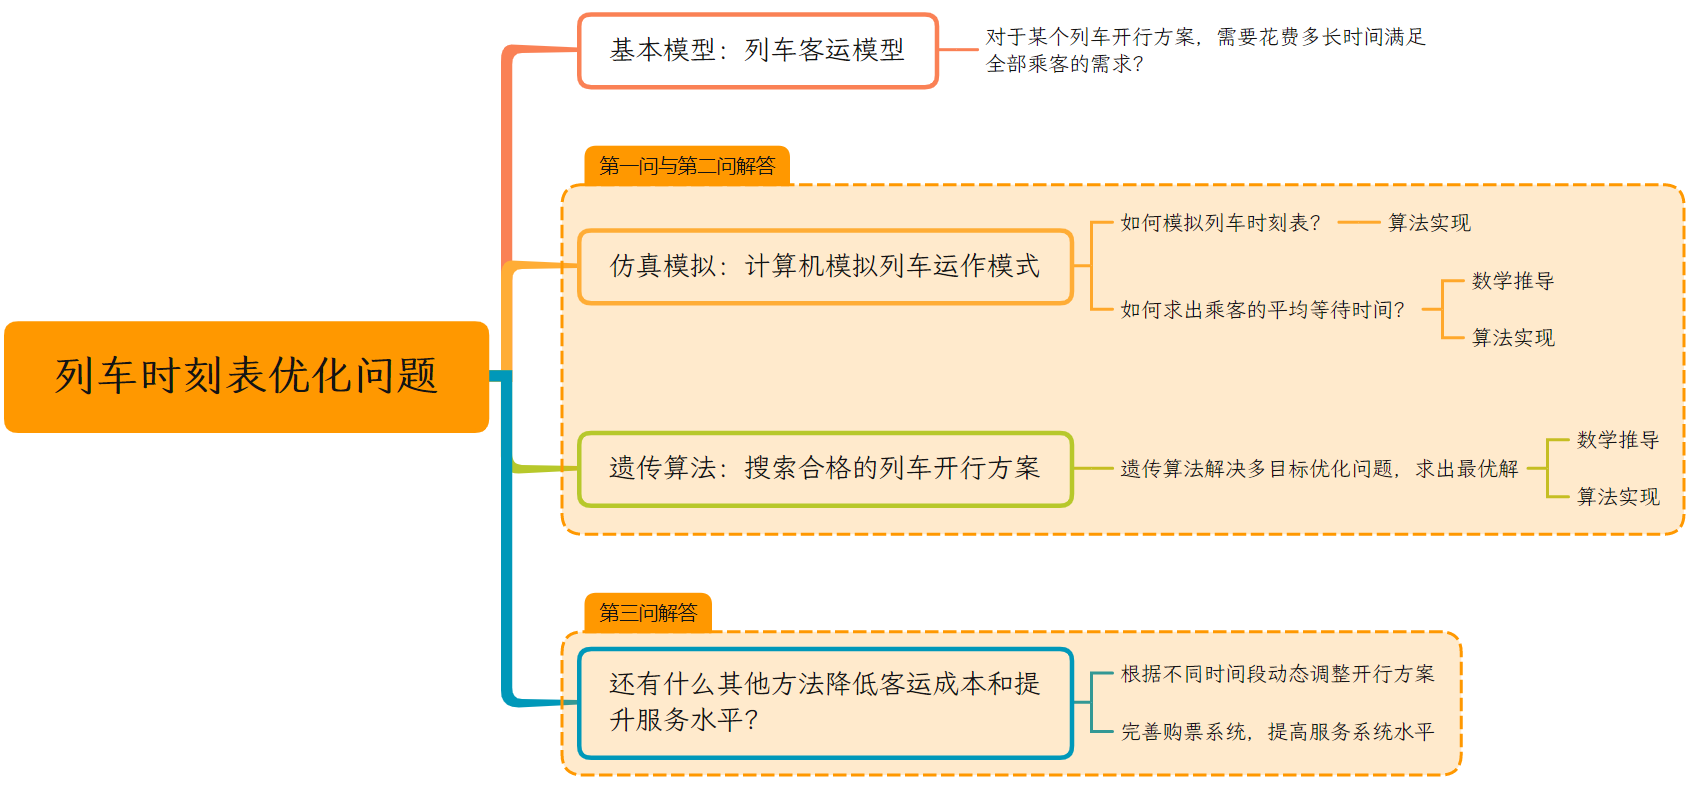 基本模型：列车客运模型
对于某个列车开行方案，需要花费多长时间满足
全部乘客的需求？
第一问与第二问解答
如何模拟列车时刻表？
算法实现
仿真模拟：计算机模拟列车运作模式
数学推导
如何求出乘客的平均等待时间？
算法实现
列车时刻表优化问题
遗传算法：搜索合格的列车开行方案
遗传算法解决多目标优化问题，求出最优解
数学推导
算法实现
第三问解答
还有什么其他方法降低客运成本和提
升服务水平？
根据不同时间段动态调整开行方案
完善购票系统，提高服务系统水平